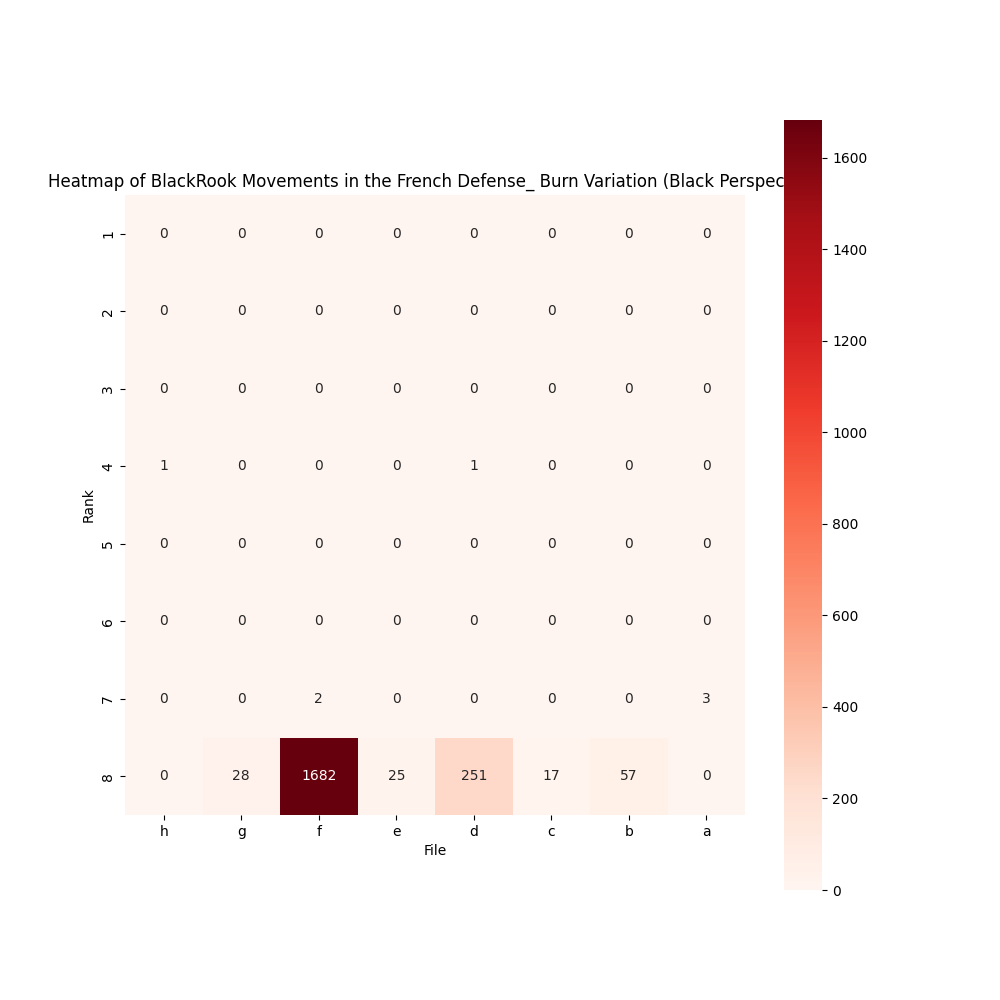 Heatmap of BlackRook Movements in the French Defense_ Burn Variation (Black Perspec
1 0 0 0 0 0 0 0 0
2 0 0 0 0 0 0 0 0
3 0 0 0 0 0 0 0 0
4 1 0 0 0 1 0 0 0
Rank
5 0 0 0 0 0 0 0 0
6 0 0 0 0 0 0 0 0
7 0 0 2 0 0 0 0 3
8 0 28 1682 25 251 17 57 0
h g f e d c b a
File
1600
1400
1200
1000
800
600
400
200
0